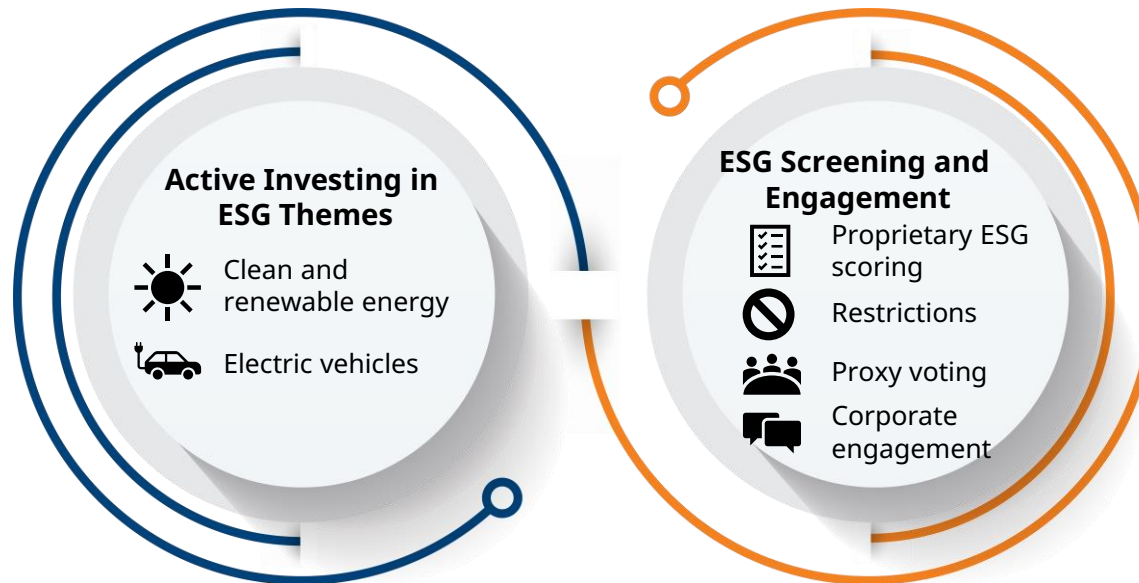 Active Investing in
ESG Themes
Clean and
renewable energy
Electric vehicles
ESG Screening and
Engagement
Proprietary ESG
scoring
Restrictions
Proxy voting
Corporate
engagement